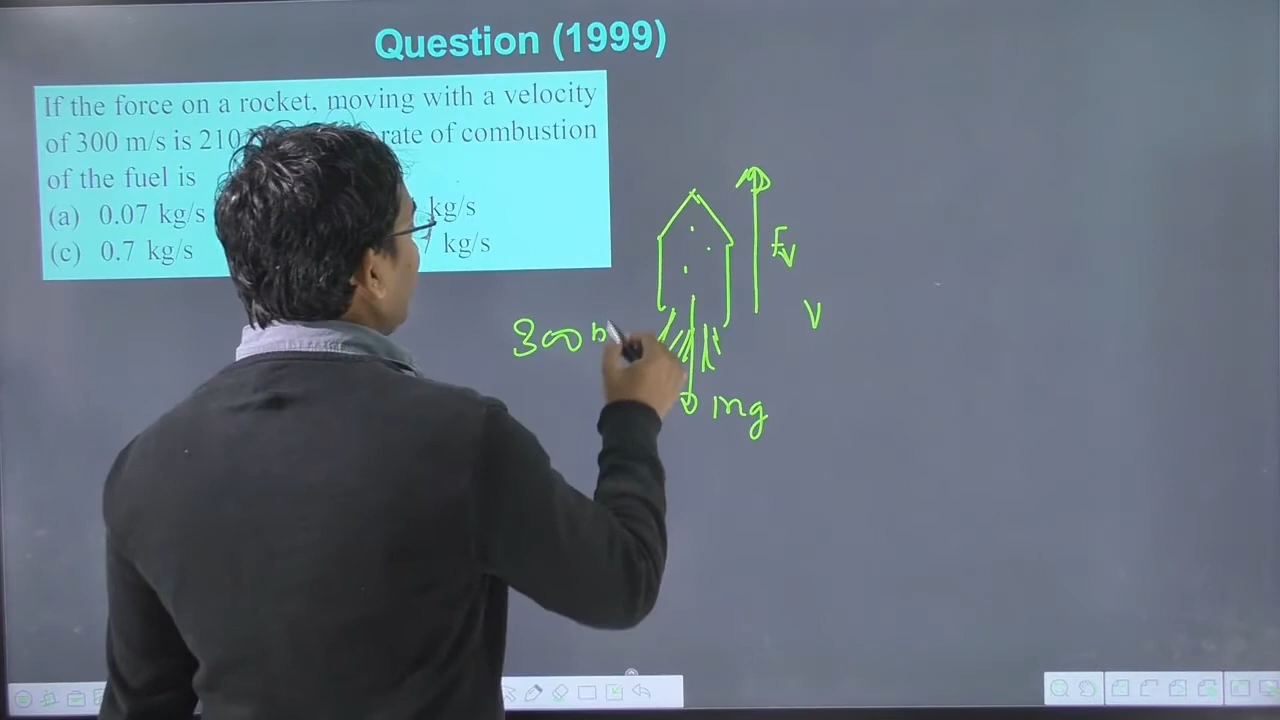 Question (1999)
If the force on a rocket, moving with a velocity
of 300 m/s is 210 rate of combustion
of the fuel is
(a) 0.07 kg/s kg/s
(c) 0.7 kg/s kg/s
F
V
300
mg